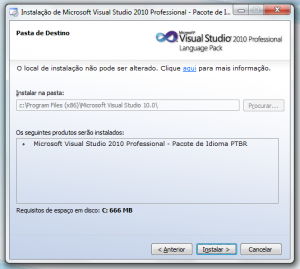 Instalação de Microsoft Visual Studio 2010 Professional - Pacote de I...
Pasta de Destino
Microsoft
Visual Studio 2010 Professional
Language Pack
O local de instalação não pode ser alterado. Clique aqui para mais informação.
Instalar na pasta:
c:\Program Files (x86)\Microsoft Visual Studio 10.0\
Procurar...
Os seguintes produtos serão instalados:
+ Microsoft Visual Studio 2010 Professional - Pacote de Idioma PTBR
Requisitos de espaço em disco: C: 666 MB
< Anterior
Instalar >
Cancelar